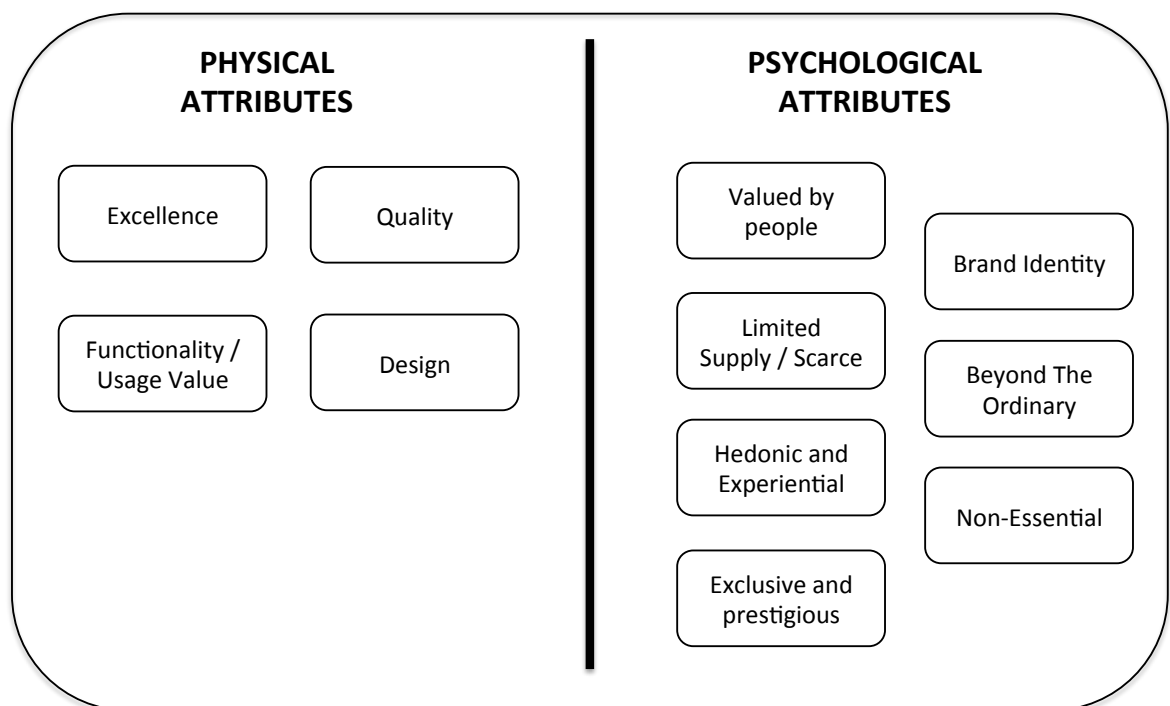 PHYSICAL
ATTRIBUTES
Excellence
Quality
Functionality /
Usage Value
Design
PSYCHOLOGICAL
ATTRIBUTES
Valued by
people
Limited
Supply / Scarce
Hedonic and
Experiential
Exclusive and
prestigious
Brand Identity
Beyond The
Ordinary
Non-Essential